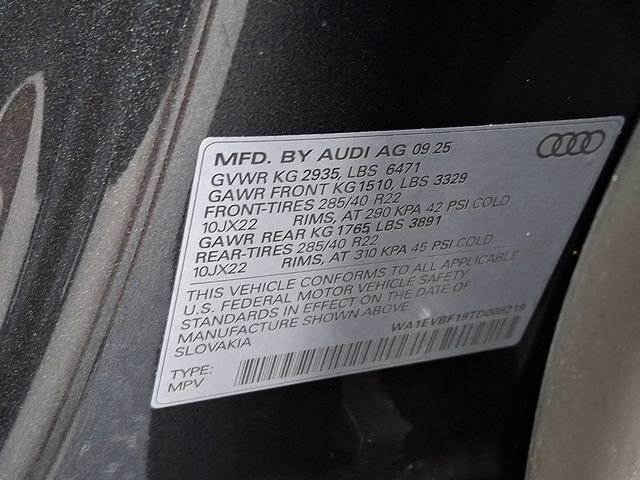 MFD. BY AUDI AG 09 25
GVWR KG 2935, LBS 6471
GAWR FRONT KG 1510, LBS 3329
FRONT-TIRES 285/40 R22
10JX22 RIMS, AT 290 KPA 42 PSI COLD
GAWR REAR KG 1765, LBS 3891
REAR-TIRES 285/40 R22
10JX22 RIMS, AT 310 KPA 45 PSI COLD
THIS VEHICLE CONFORMS TO ALL APPLICABLE
U.S. FEDERAL MOTOR VEHICLE SAFETY
STANDARDS IN EFFECT ON THE DATE OF
MANUFACTURE SHOWN ABOVE.
SLOVAKIA
WA1EVBF19TD008219
TYPE:
MPV